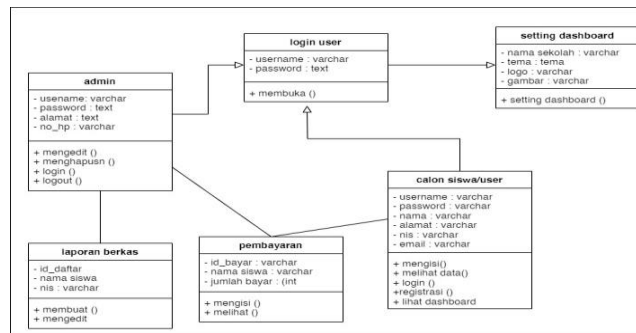 login user
- username : varchar
- password : text
+ membuka ()
setting dashboard
- nama sekolah : varchar
- tema : tema
- logo : varchar
- gambar : varchar
+ setting dashboard ()
admin
- usename: varchar
- password : text
- alamat : text
- no_hp : varchar
+ mengedit ()
+ menghapusn ()
+ login ()
+ logout ()
calon siswa/user
- username : varchar
- password : varchar
- nama : varchar
- alamat : varchar
- nis : varchar
- email : varchar
+ mengisi()
+ melihat data()
+ login ()
+registrasi ()
+ lihat dashboard
laporan berkas
- id_daftar
- nama siswa
- nis : varchar
+ membuat ()
+ mengedit
pembayaran
- id_bayar : varchar
- nama siswa : varchar
- jumlah bayar : (int
+ mengisi ()
+ melihat ()